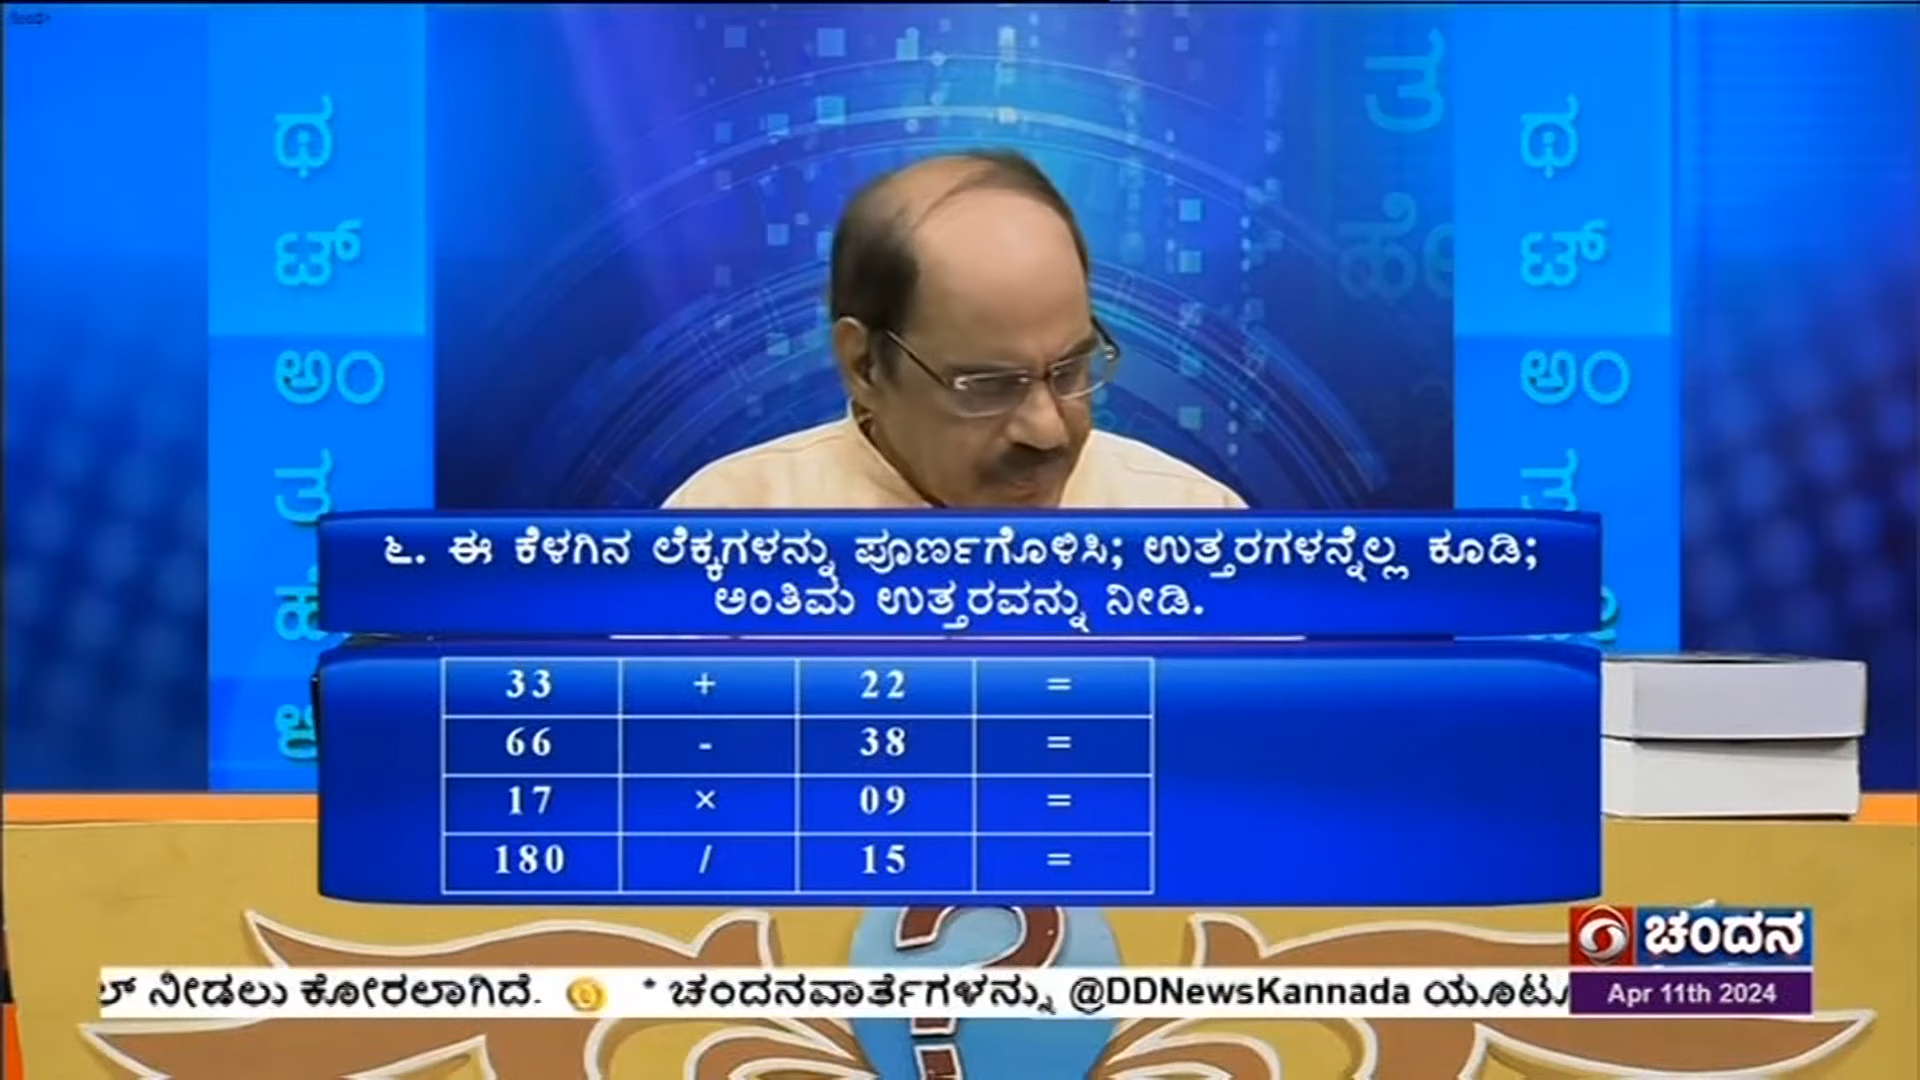 ಥ
ಟ್
ಅಂ
ಥ
ಟ್
ಅಂ
೬. ಈ ಕೆಳಗಿನ ಲೆಕ್ಕಗಳನ್ನು ಪೂರ್ಣಗೊಳಿಸಿ; ಉತ್ತರಗಳನ್ನೆಲ್ಲ ಕೂಡಿ;
ಅಂತಿಮ ಉತ್ತರವನ್ನು ನೀಡಿ.
33 + 22 =
66 - 38 =
17 × 09 =
180 / 15 =
?
ಚಂದನ
ಲ್ ನೀಡಲು ಕೋರಲಾಗಿದೆ. * ಚಂದನವಾರ್ತೆಗಳನ್ನು @DDNewsKannada ಯೂಟೂ
Apr 11th 2024